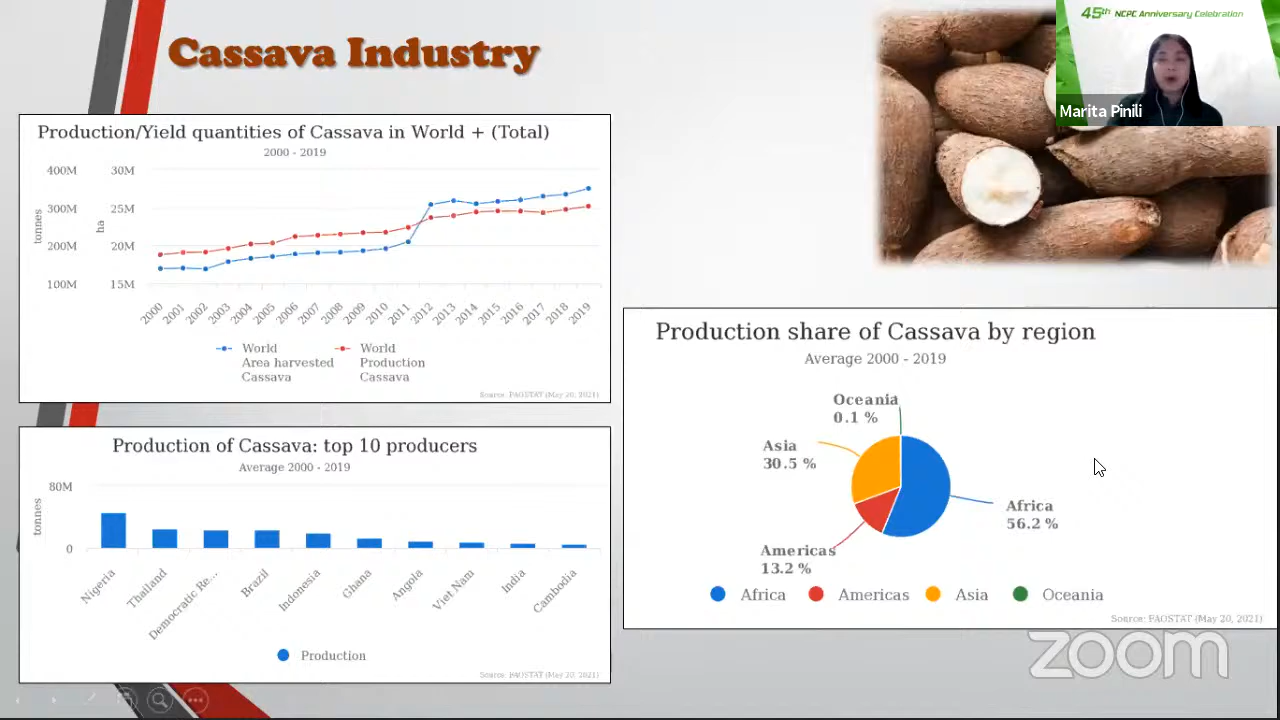 Cassava Industry
45th NCPC Anniversary Celebration
Marita Pinili
Production/Yield quantities of Cassava in World + (Total)
2000 - 2019
400M
300M
200M
100M
tonnes
30M
25M
20M
15M
ha
2000
2001
2002
2003
2004
2005
2006
2007
2008
2009
2010
2011
2012
2013
2014
2015
2016
2017
2018
2019
World
Area harvested
Cassava
World
Production
Cassava
Source: FAOSTAT (May 20, 2021)
Production of Cassava: top 10 producers
Average 2000 - 2019
80M
0
tonnes
Nigeria
Thailand
Democratic Re...
Brazil
Indonesia
Ghana
Angola
Viet Nam
India
Cambodia
Production
Source: FAOSTAT (May 20, 2021)
Production share of Cassava by region
Average 2000 - 2019
Oceania
0.1 %
Asia
30.5 %
Africa
56.2 %
Americas
13.2 %
Africa
Americas
Asia
Oceania
Source: FAOSTAT (May 20, 2021)
zoom